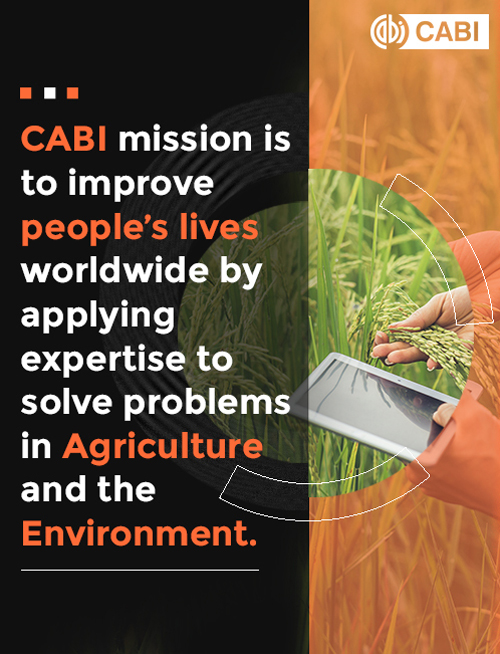 CABI
CABI mission is
to improve
people's lives
worldwide by
applying
expertise to
solve problems
in Agriculture
and the
Environment.